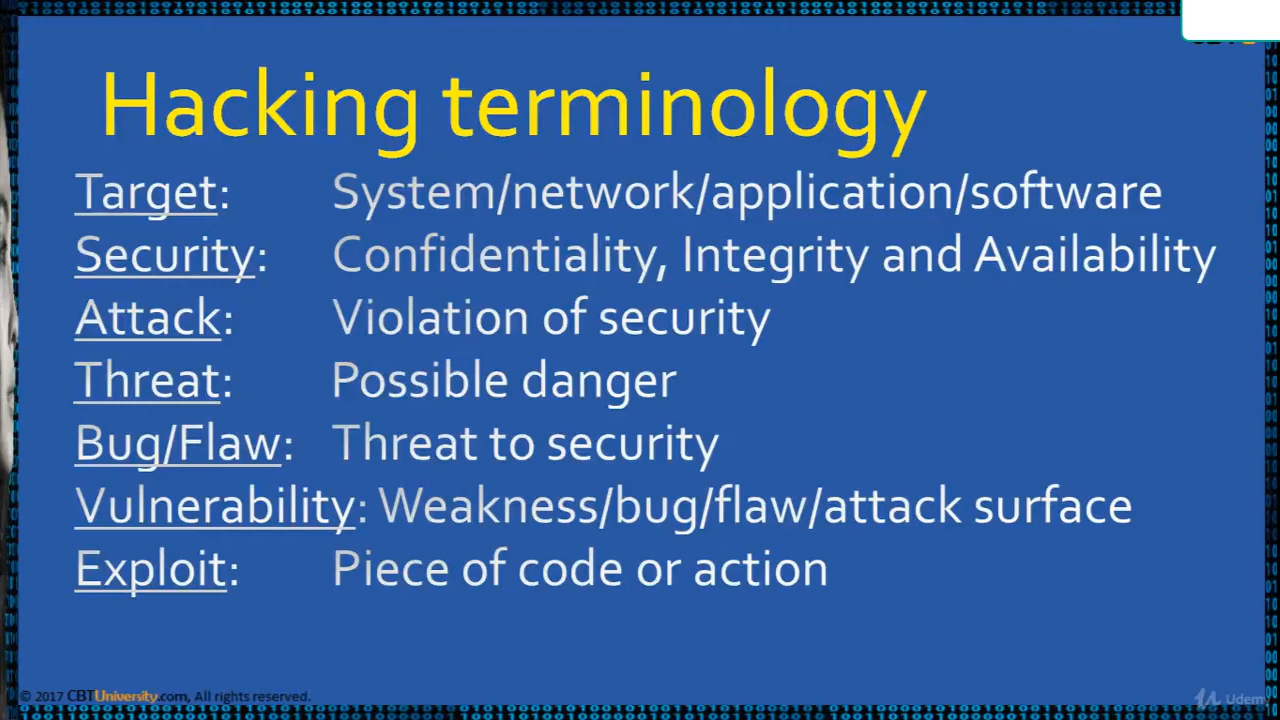 Hacking terminology
Target: System/network/application/software
Security: Confidentiality, Integrity and Availability
Attack: Violation of security
Threat: Possible danger
Bug/Flaw: Threat to security
Vulnerability: Weakness/bug/flaw/attack surface
Exploit: Piece of code or action
© 2017 CBTUniversity.com, All rights reserved.
Udem